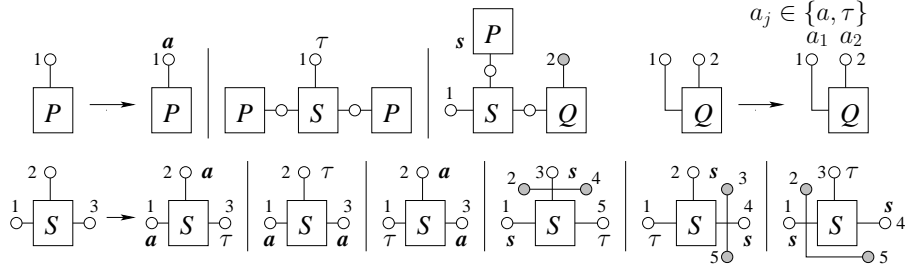 a_j ∈ {a, τ}
1 a τ s P 2 1 2 a_1 a_2
1 1 1 1 2
P P P S P 1 S Q Q Q
2 2 a 2 τ 2 a 2 3 s 4 2 s 3 2 3 τ
1 3 1 3 1 3 1 3 1 5 1 4 1 s
S S S S S S S 4
a τ a a τ a s τ τ 5 s s 5